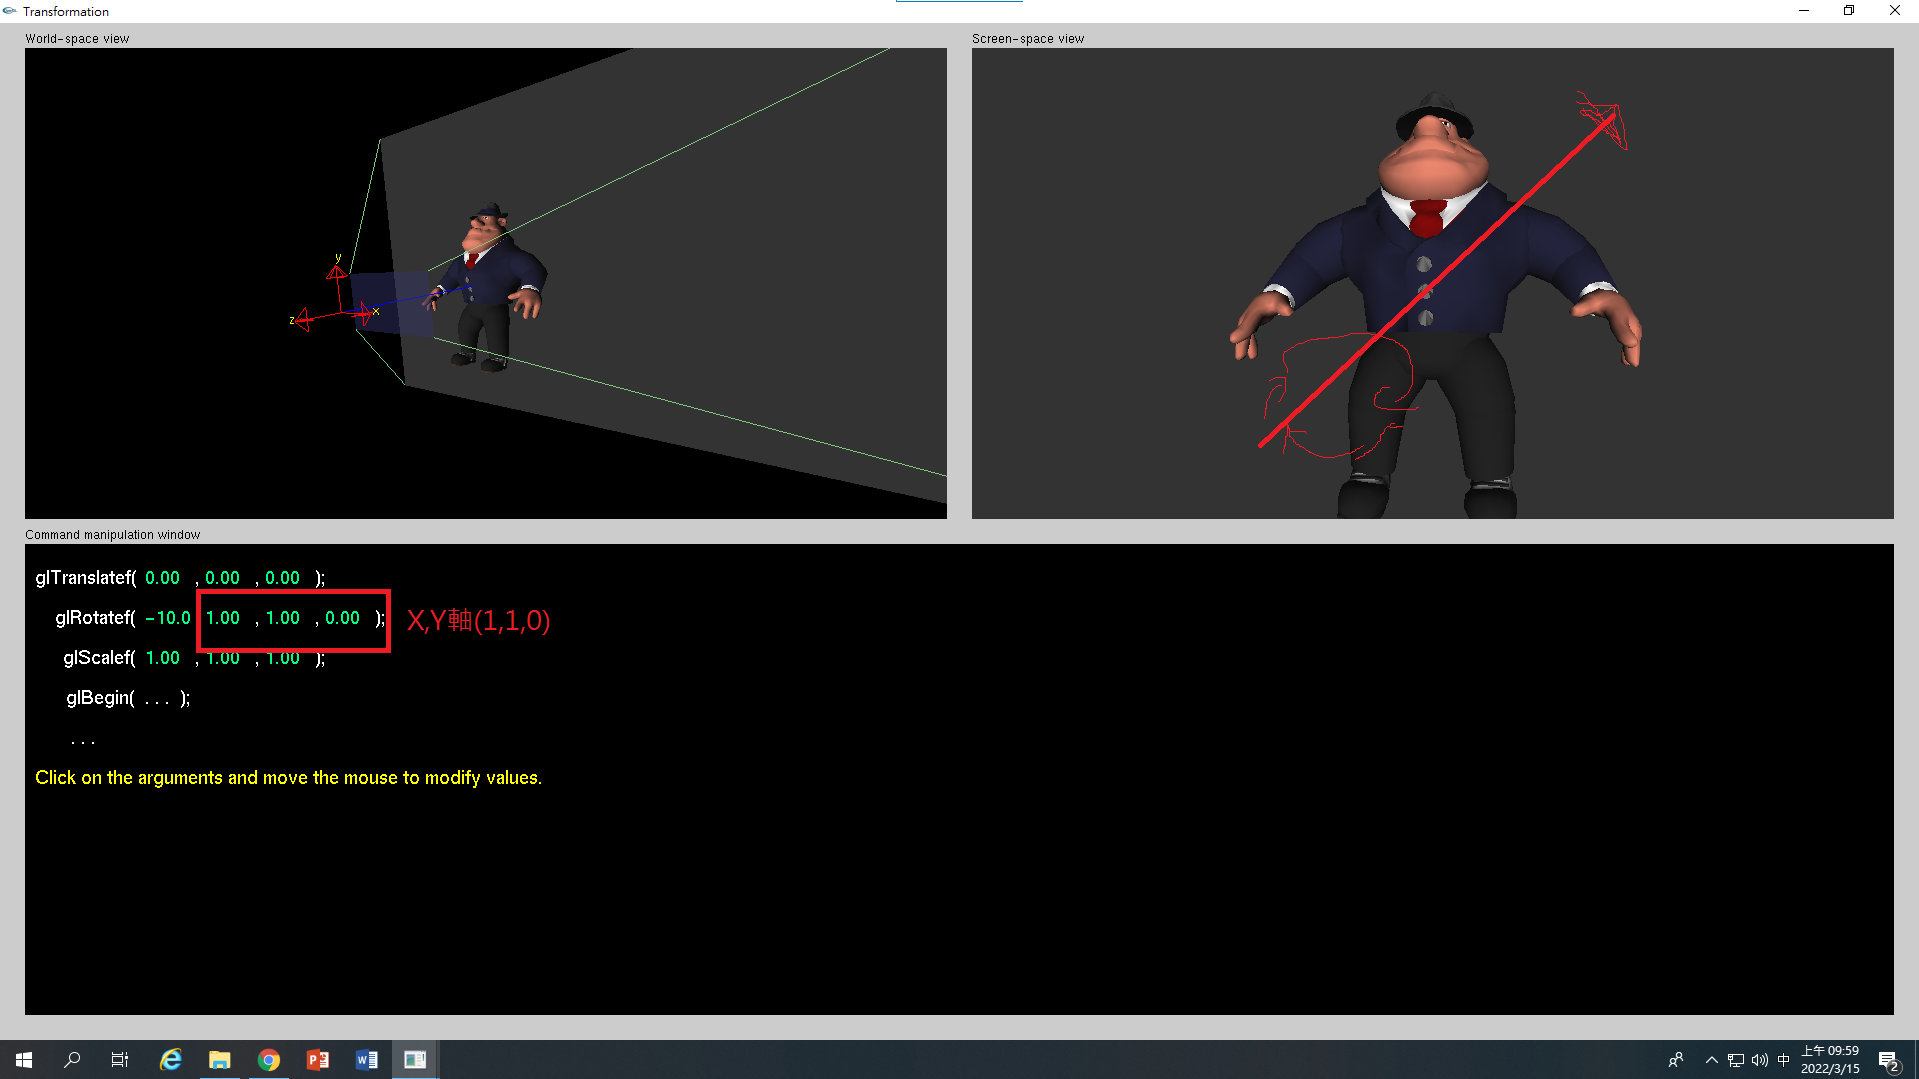 Transformation
World-space view
Screen-space view
y
x
z
Command manipulation window
glTranslatef( 0.00 , 0.00 , 0.00 );
glRotatef( -10.0 1.00 , 1.00 , 0.00 );
X,Y軸(1,1,0)
glScalef( 1.00 , 1.00 , 1.00 );
glBegin( . . . );
. . .
Click on the arguments and move the mouse to modify values.
中
上午 09:59
2022/3/15
2